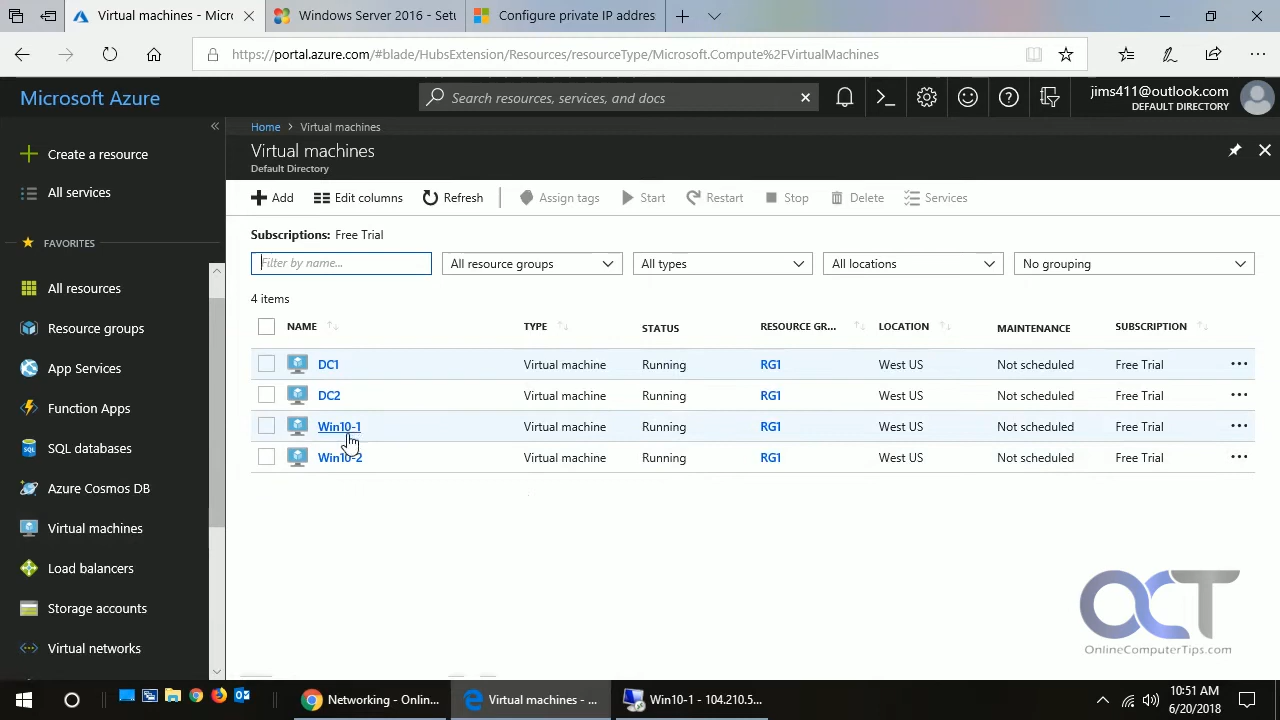 Virtual machines - Micro
Windows Server 2016 - Setu
Configure private IP addres
https://portal.azure.com/#blade/HubsExtension/Resources/resourceType/Microsoft.Compute%2FVirtualMachines
Microsoft Azure
Search resources, services, and docs
jims411@outlook.com
DEFAULT DIRECTORY
Create a resource
All services
FAVORITES
All resources
Resource groups
App Services
Function Apps
SQL databases
Azure Cosmos DB
Virtual machines
Load balancers
Storage accounts
Virtual networks
Home > Virtual machines
Virtual machines
Default Directory
Add Edit columns Refresh Assign tags Start Restart Stop Delete Services
Subscriptions: Free Trial
Filter by name... All resource groups All types All locations No grouping
4 items
NAME TYPE STATUS RESOURCE GR... LOCATION MAINTENANCE SUBSCRIPTION
DC1 Virtual machine Running RG1 West US Not scheduled Free Trial ...
DC2 Virtual machine Running RG1 West US Not scheduled Free Trial ...
Win10-1 Virtual machine Running RG1 West US Not scheduled Free Trial ...
Win10-2 Virtual machine Running RG1 West US Not scheduled Free Trial ...
OCT
OnlineComputerTips.com
Networking - Onlin...
Virtual machines - ...
Win10-1 - 104.210.5...
10:51 AM
6/20/2018